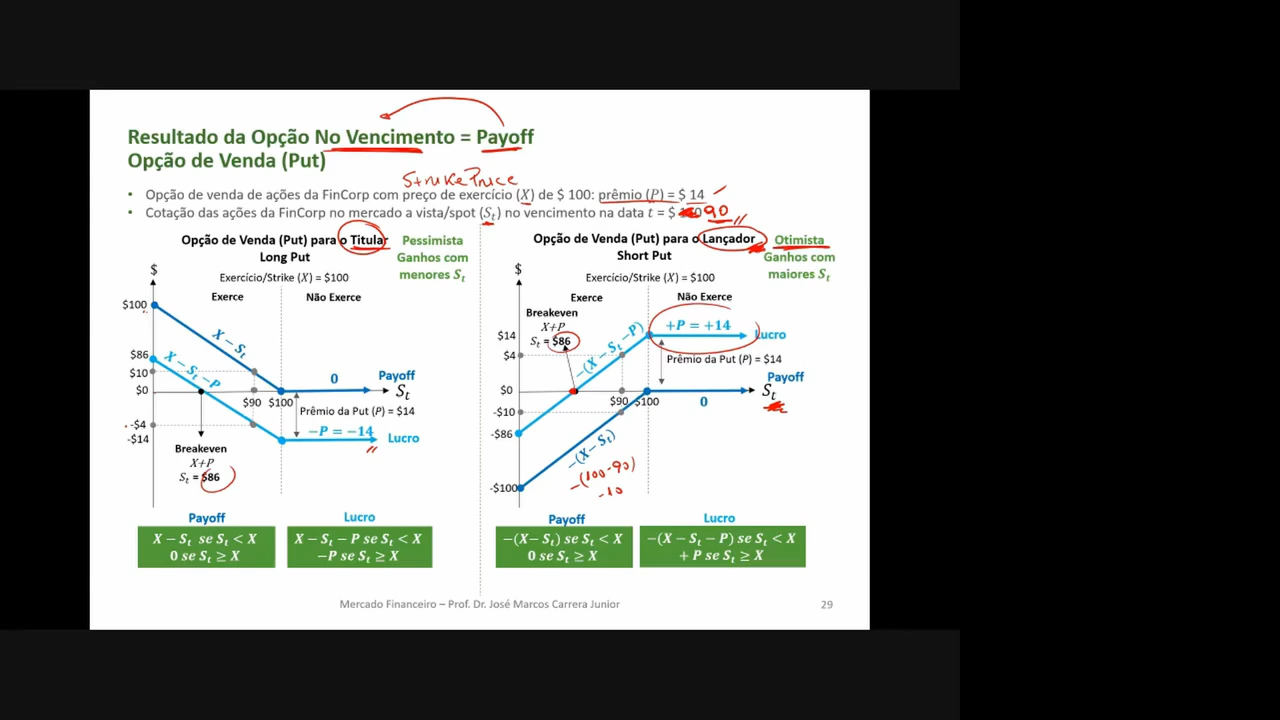 Resultado da Opção No Vencimento = Payoff
Opção de Venda (Put)
Strike Price
• Opção de venda de ações da FinCorp com preço de exercício (X) de $ 100: prêmio (P) = $ 14
• Cotação das ações da FinCorp no mercado a vista/spot (Sₜ) no vencimento na data t = $ 90
Opção de Venda (Put) para o Titular
Long Put
Pessimista
Ganhos com
menores Sₜ
$
Exercício/Strike (X) = $100
Exerce
Não Exerce
$100
X − Sₜ
$86
X − Sₜ − P
$10
0
Payoff
$0
Sₜ
$90
$100
Prêmio da Put (P) = $14
-$4
-$14
−P = −14
Lucro
Breakeven
X+P
Sₜ = $86
Payoff
X − Sₜ se Sₜ < X
0 se Sₜ ≥ X
Lucro
X − Sₜ − P se Sₜ < X
−P se Sₜ ≥ X
Opção de Venda (Put) para o Lançador
Short Put
Otimista
Ganhos com
maiores Sₜ
$
Exercício/Strike (X) = $100
Exerce
Não Exerce
Breakeven
X+P
Sₜ = $86
−(X − Sₜ − P)
+P = +14
$14
Lucro
$4
Prêmio da Put (P) = $14
Payoff
$0
Sₜ
$90
$100
0
-$10
-$86
−(X − Sₜ)
−(100-90)
-10
-$100
Payoff
−(X− Sₜ) se Sₜ < X
0 se Sₜ ≥ X
Lucro
−(X − Sₜ − P) se Sₜ < X
+ P se Sₜ ≥ X
Mercado Financeiro – Prof. Dr. José Marcos Carrera Junior
29